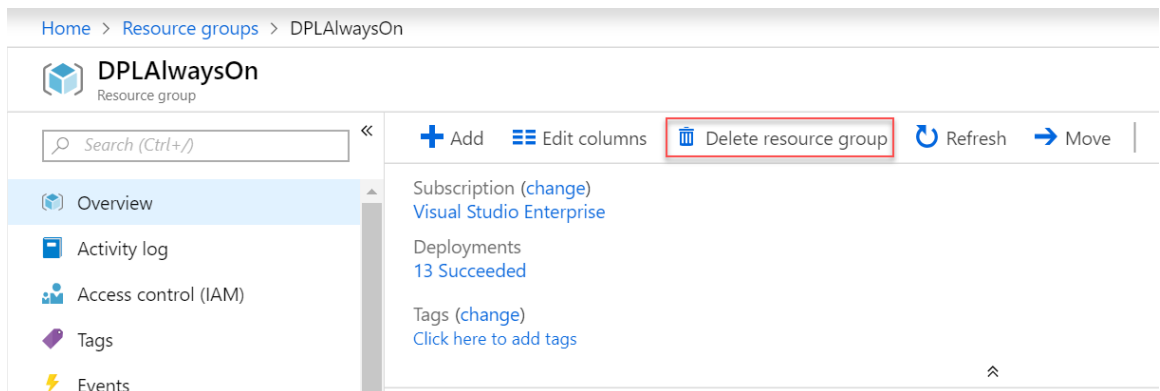 Home > Resource groups > DPLAlwaysOn
DPLAlwaysOn
Resource group
Search (Ctrl+/)
Overview
Activity log
Access control (IAM)
Tags
Events
Add Edit columns Delete resource group Refresh Move
Subscription (change)
Visual Studio Enterprise
Deployments
13 Succeeded
Tags (change)
Click here to add tags